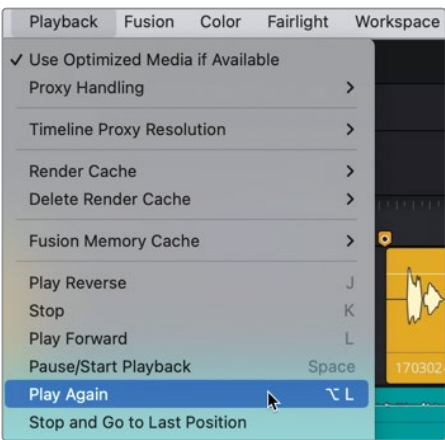 Playback Fusion Color Fairlight Workspace
✓ Use Optimized Media if Available
Proxy Handling >
Timeline Proxy Resolution >
Render Cache >
Delete Render Cache >
Fusion Memory Cache >
Play Reverse J
Stop K
Play Forward L
Pause/Start Playback Space
Play Again ⌥ L
Stop and Go to Last Position
170302-